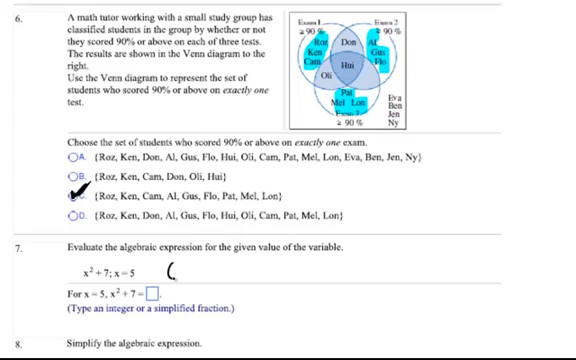 6.
A math tutor working with a small study group has
classified students in the group by whether or not
they scored 90% or above on each of three tests.
The results are shown in the Venn diagram to the
right.
Use the Venn diagram to represent the set of
students who scored 90% or above on exactly one
test.
Exam 1
≥ 90 %
Exam 2
≥ 90 %
Roz
Ken
Cam
Don
Al
Gus
Flo
Hui
Oli
Pat
Mel Lon
Exam 3
≥ 90 %
Eva
Ben
Jen
Ny
Choose the set of students who scored 90% or above on exactly one exam.
A. {Roz, Ken, Don, Al, Gus, Flo, Hui, Oli, Cam, Pat, Mel, Lon, Eva, Ben, Jen, Ny}
B. {Roz, Ken, Cam, Don, Oli, Hui}
{Roz, Ken, Cam, Al, Gus, Flo, Pat, Mel, Lon}
D. {Roz, Ken, Don, Al, Gus, Flo, Hui, Oli, Cam, Pat, Mel, Lon}
7.
Evaluate the algebraic expression for the given value of the variable.
x² + 7; x = 5 (
For x = 5, x² + 7 = .
(Type an integer or a simplified fraction.)
8.
Simplify the algebraic expression.